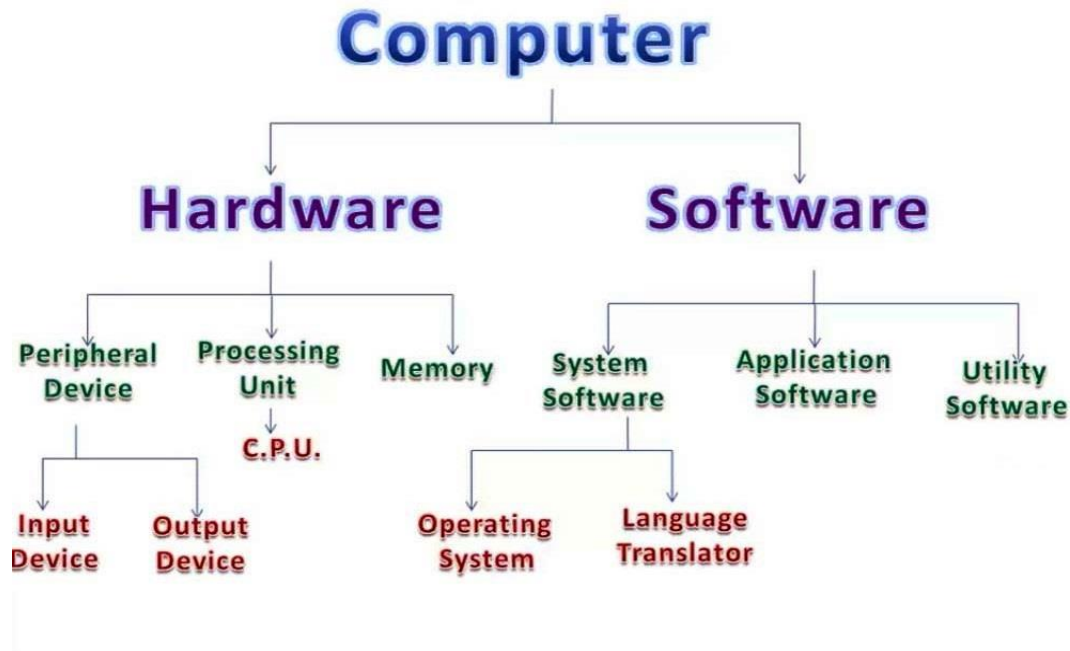 Computer
Hardware
Software
Peripheral
Device
Processing
Unit
Memory
System
Software
Application
Software
Utility
Software
C.P.U.
Input
Device
Output
Device
Operating
System
Language
Translator